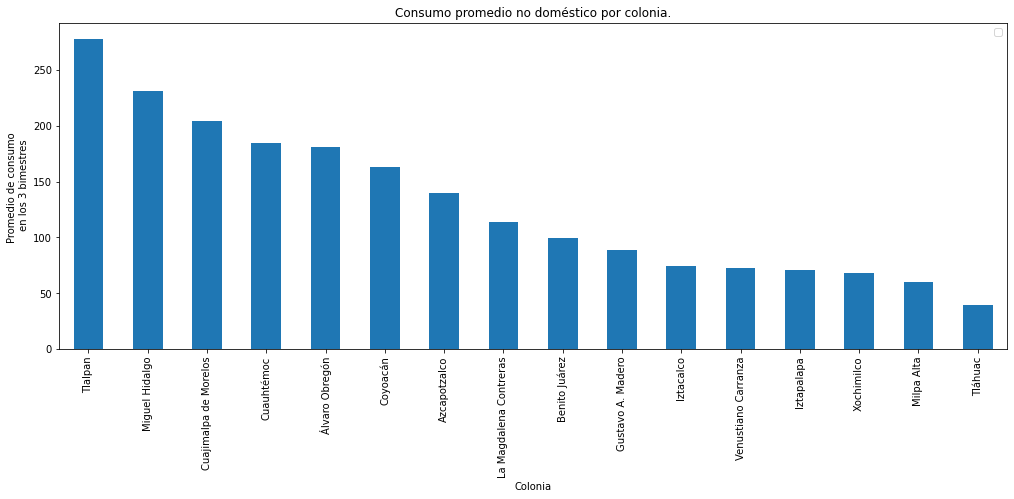 Consumo promedio no doméstico por colonia.
Promedio de consumo
en los 3 bimestres
250
200
150
100
50
0
Tlalpan
Miguel Hidalgo
Cuajimalpa de Morelos
Cuauhtémoc
Álvaro Obregón
Coyoacán
Azcapotzalco
La Magdalena Contreras
Benito Juárez
Gustavo A. Madero
Iztacalco
Venustiano Carranza
Iztapalapa
Xochimilco
Milpa Alta
Tláhuac
Colonia